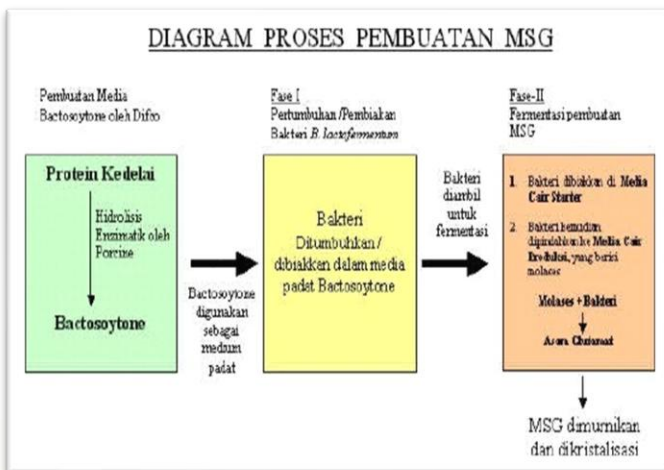 DIAGRAM PROSES PEMBUATAN MSG
Pembuatan Media
Bactosoytone oleh Difco
Protein Kedelai
Hidrolisis
Enzimatik oleh
Porcine
Bactosoytone
Bactosoytone
digunakan
sebagai
medium
padat
Fase I
Pertumbuhan /Pembiakan
Bakteri B. lactofermentum
Bakteri
Ditumbuhkan /
dibiakkan dalam media
padat Bactosoytone
Bakteri
diambil
untuk
fermentasi
Fase-II
Fermentasi pembuatan
MSG
1. Bakteri dibiakkan di Media
Cair Starter
2. Bakteri kemudian
dipindahkan ke Media Cair
Produksi, yang berisi
molases
Molases + Bakteri
Asam Glutamat
MSG dimurnikan
dan dikristalisasi